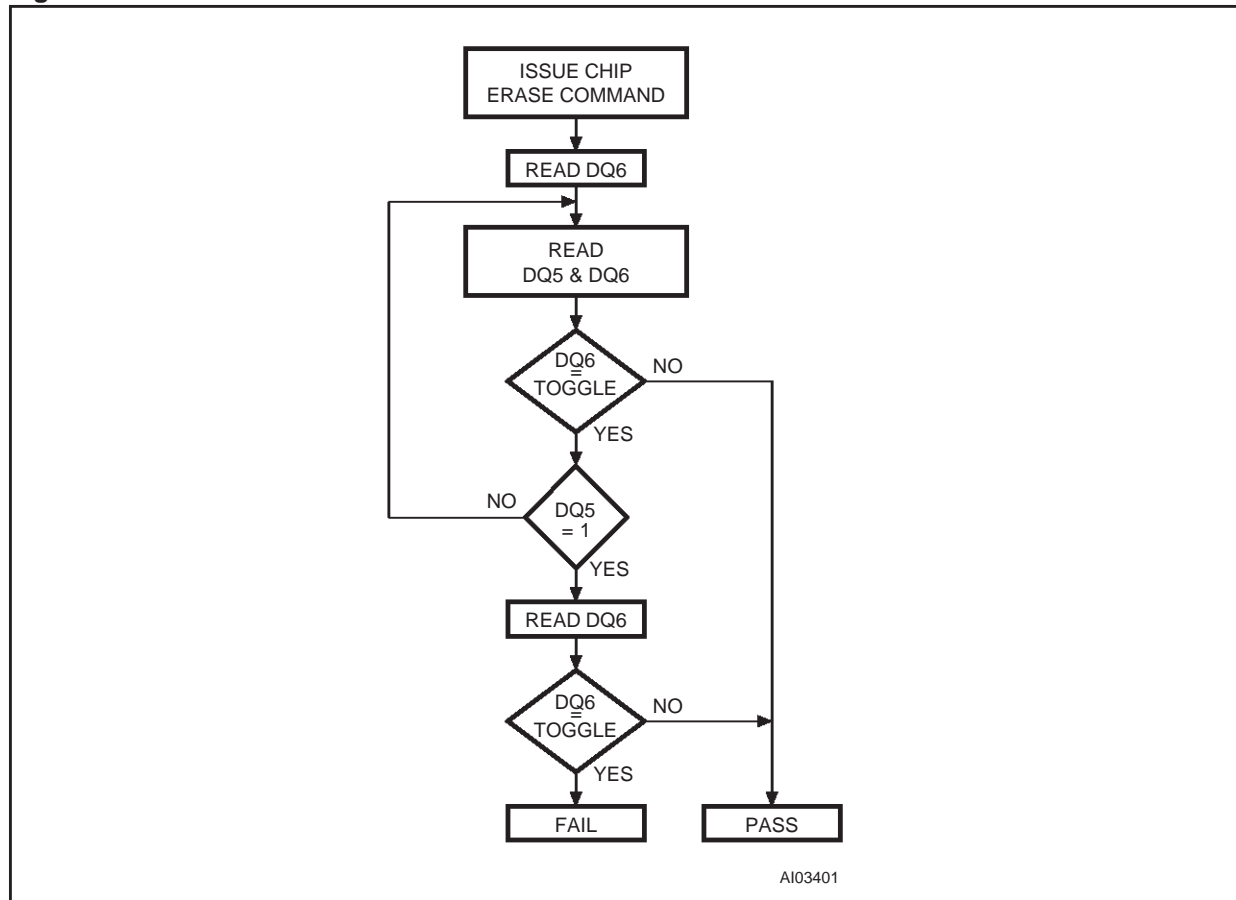 ISSUE CHIP
ERASE COMMAND
READ DQ6
READ
DQ5 & DQ6
DQ6
=
TOGGLE
NO
YES
NO
DQ5
= 1
YES
READ DQ6
DQ6
=
TOGGLE
NO
YES
FAIL
PASS
AI03401